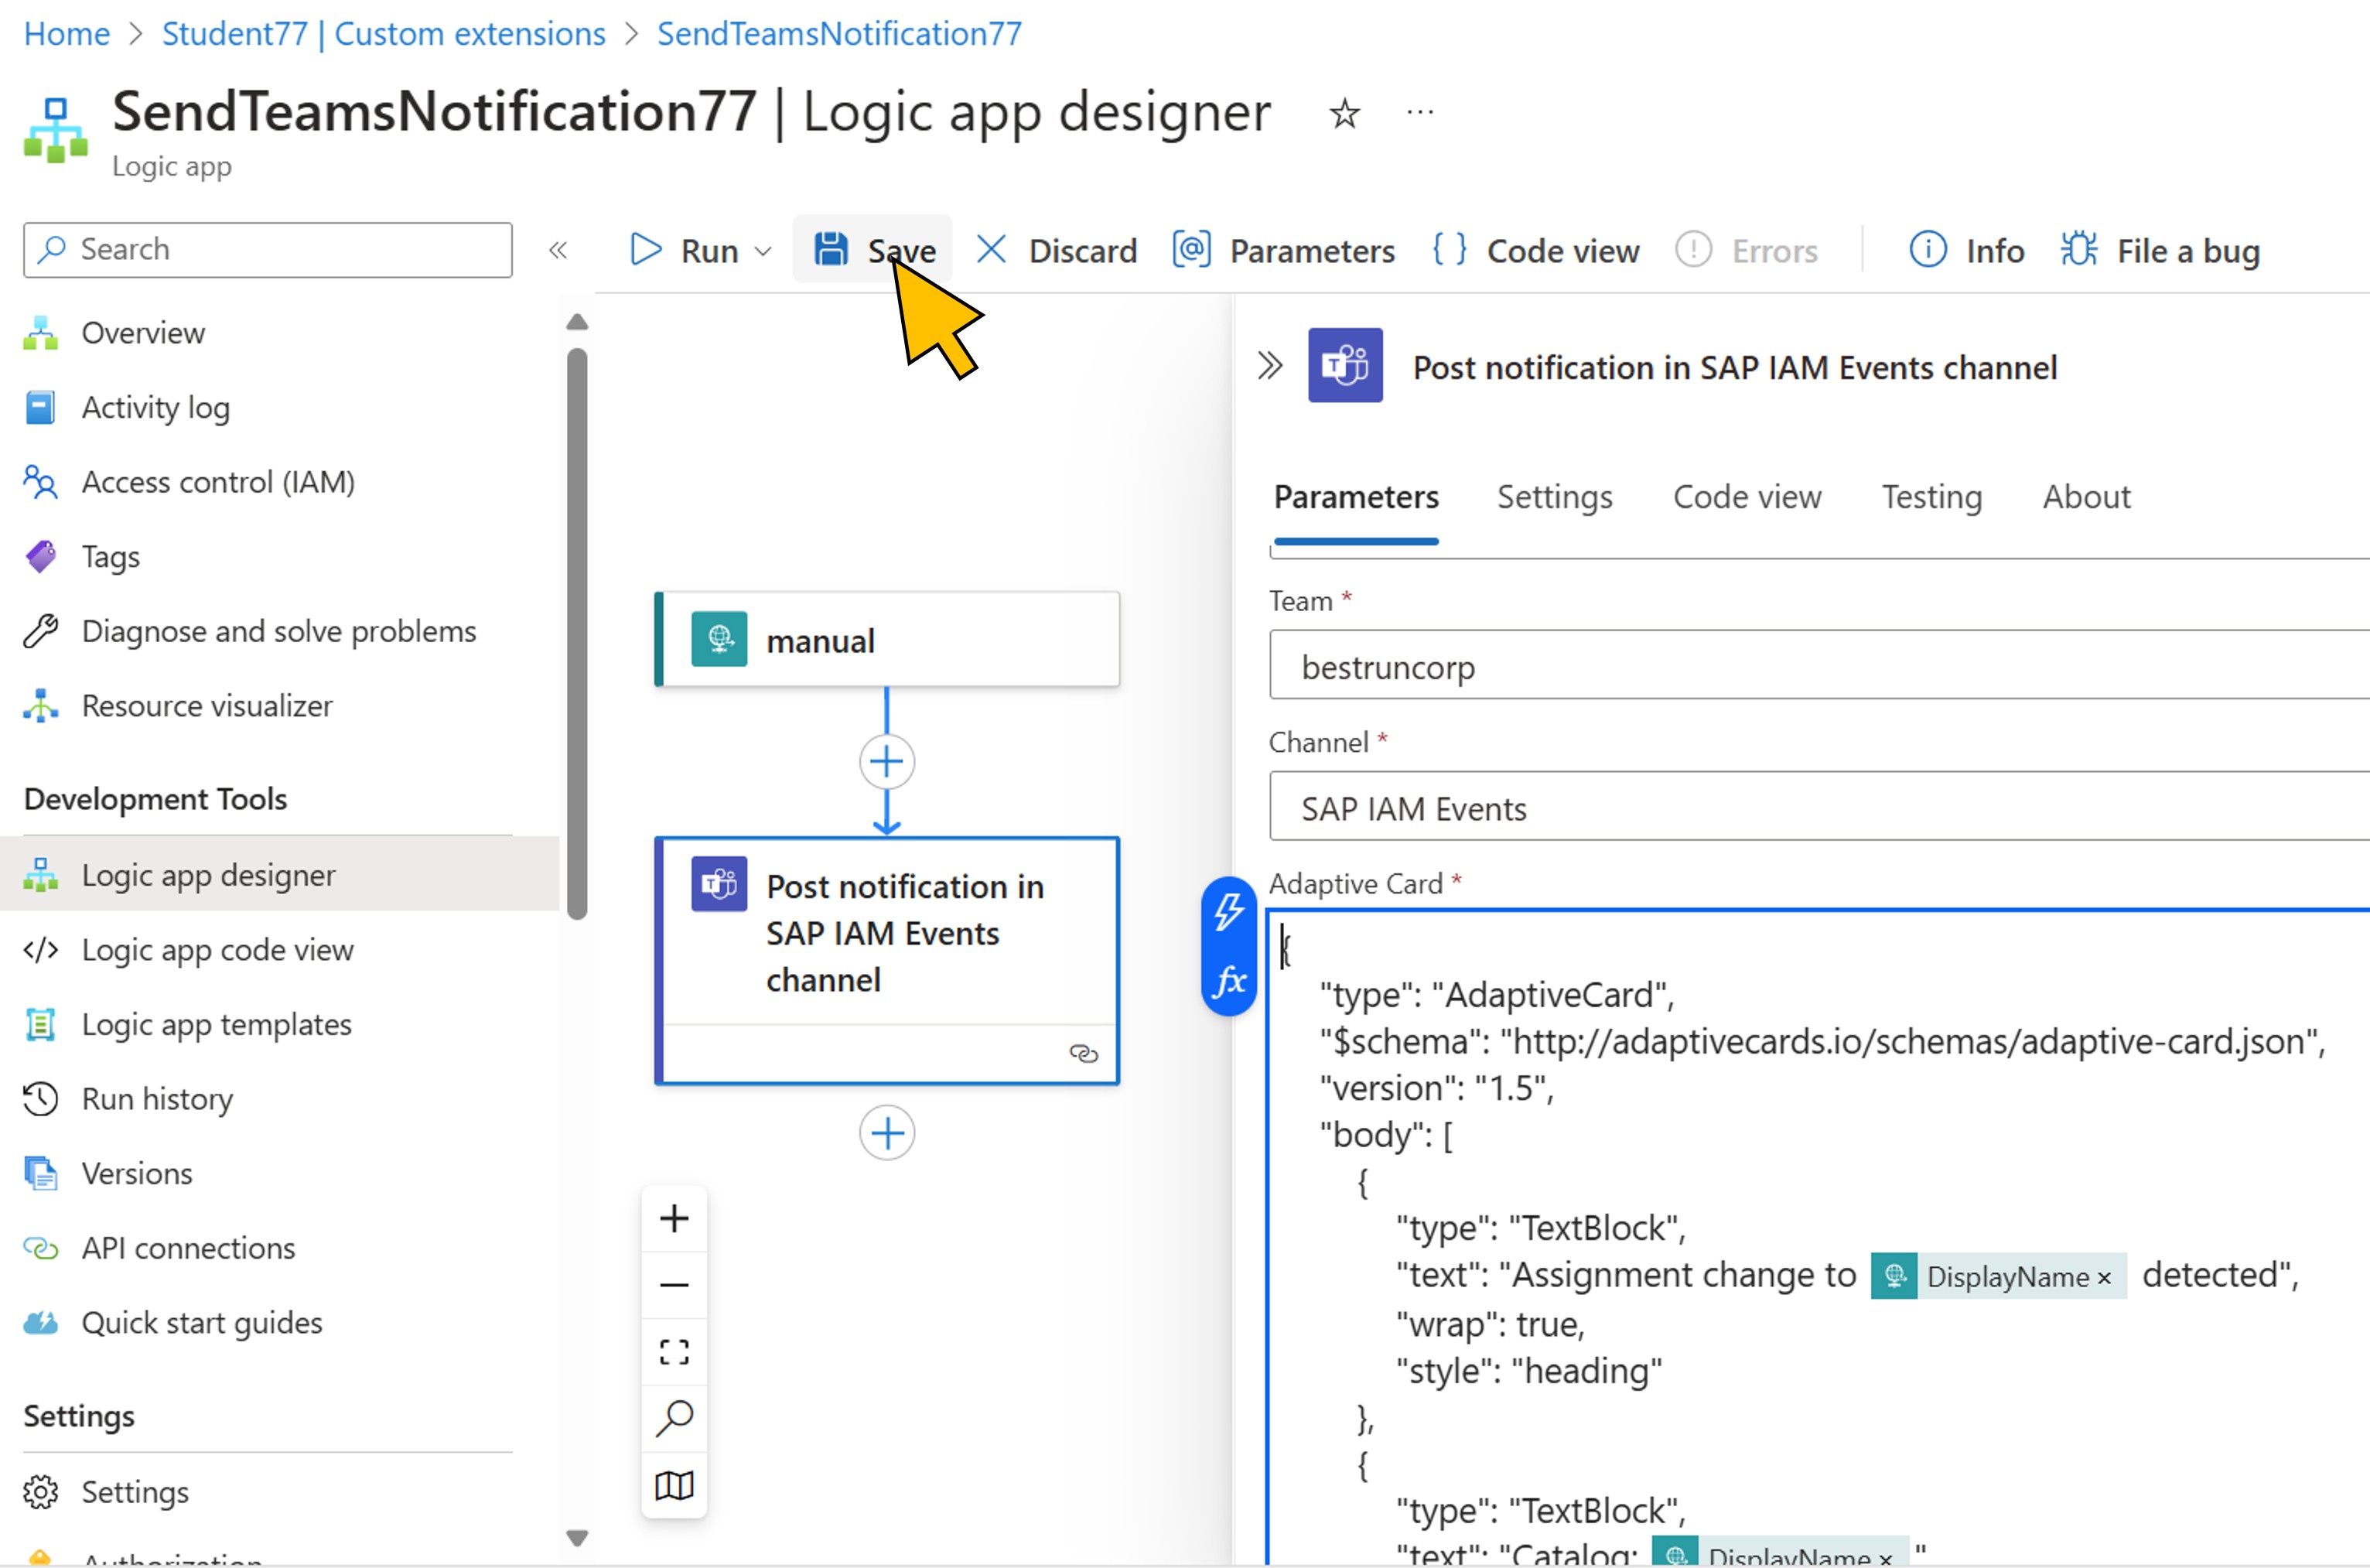 Home > Student77 | Custom extensions > SendTeamsNotification77
SendTeamsNotification77 | Logic app designer ☆ ...
Logic app
Search «
Run Save Discard Parameters { } Code view Errors Info File a bug
Overview
Activity log
Access control (IAM)
Tags
Diagnose and solve problems
Resource visualizer
Development Tools
Logic app designer
Logic app code view
Logic app templates
Run history
Versions
API connections
Quick start guides
Settings
Settings
Authorization
manual
Post notification in
SAP IAM Events
channel
Post notification in SAP IAM Events channel
Parameters Settings Code view Testing About
Team *
bestruncorp
Channel *
SAP IAM Events
Adaptive Card *
fx
{
"type": "AdaptiveCard",
"$schema": "http://adaptivecards.io/schemas/adaptive-card.json",
"version": "1.5",
"body": [
{
"type": "TextBlock",
"text": "Assignment change to DisplayName × detected",
"wrap": true,
"style": "heading"
},
{
"type": "TextBlock",
"text": "Catalog: DisplayName × "